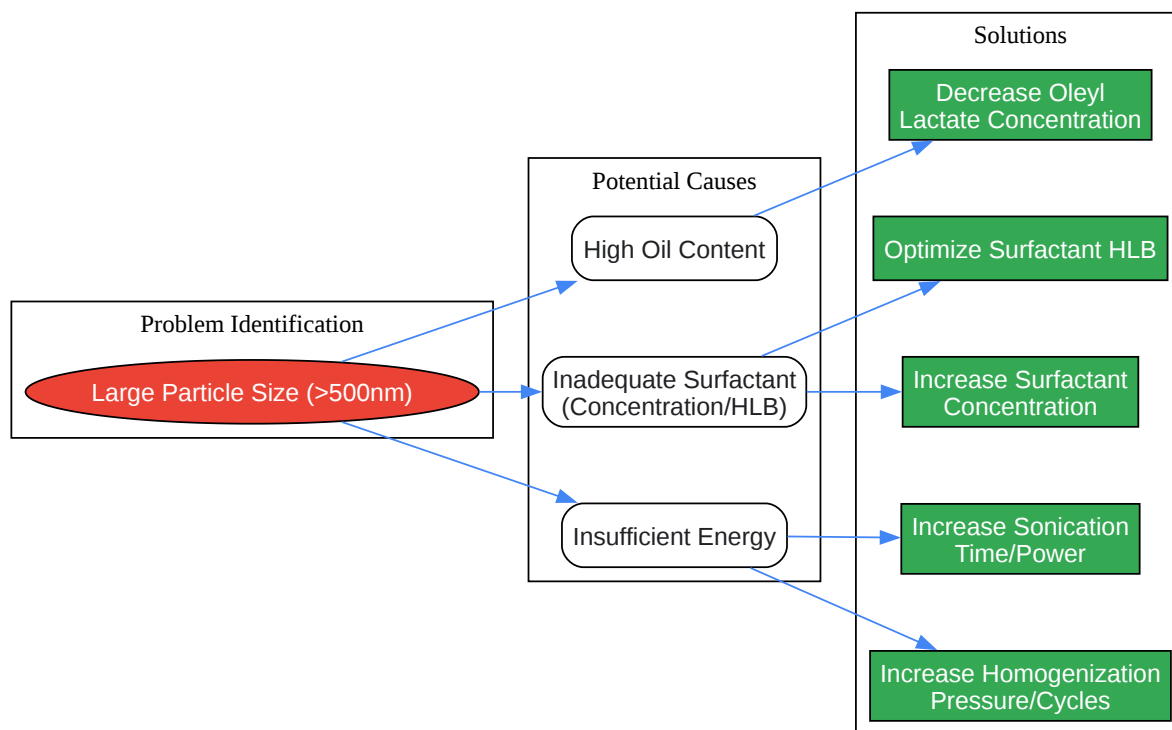 Problem Identification
Large Particle Size (>500nm)
Potential Causes
High Oil Content
Inadequate Surfactant
(Concentration/HLB)
Insufficient Energy
Solutions
Decrease Oleyl
Lactate Concentration
Optimize Surfactant HLB
Increase Surfactant
Concentration
Increase Sonication
Time/Power
Increase Homogenization
Pressure/Cycles